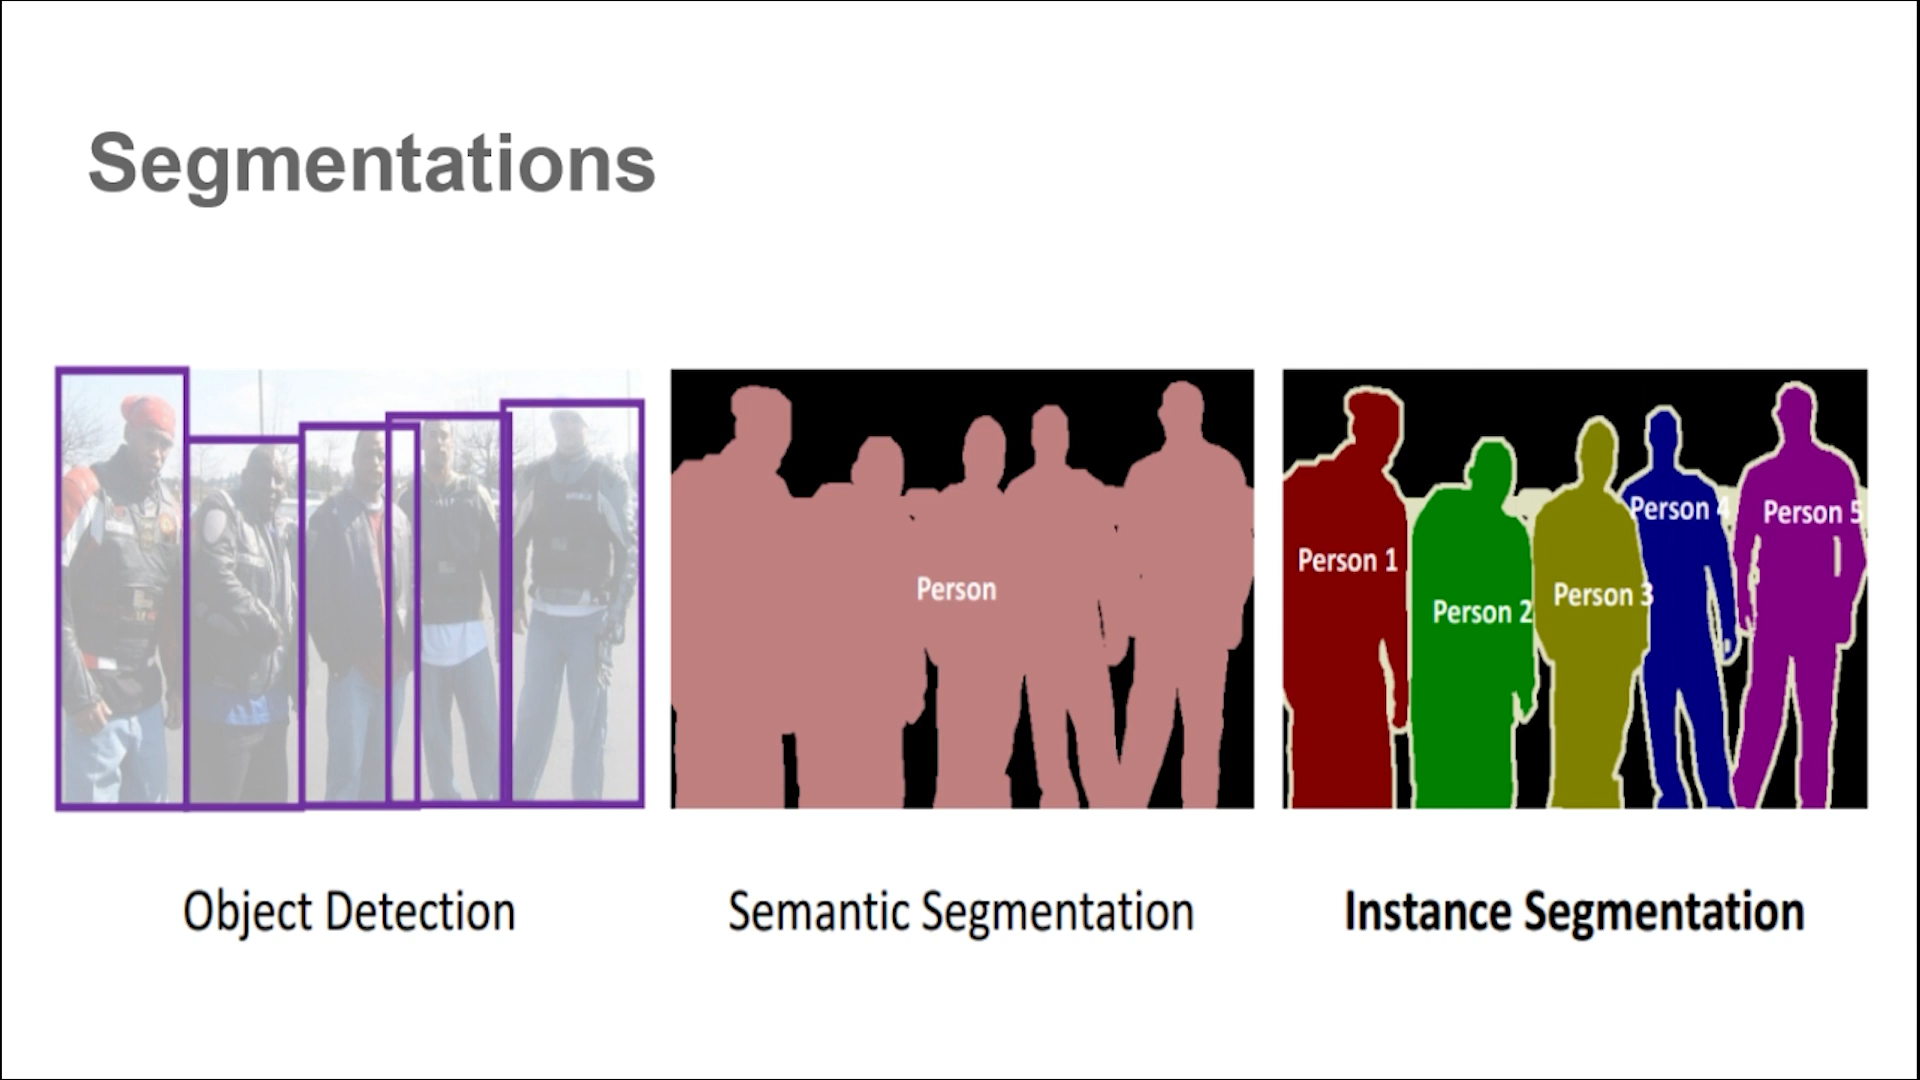 Segmentations
Person
Person 1
Person 2
Person 3
Person 4
Person 5
Object Detection
Semantic Segmentation
Instance Segmentation